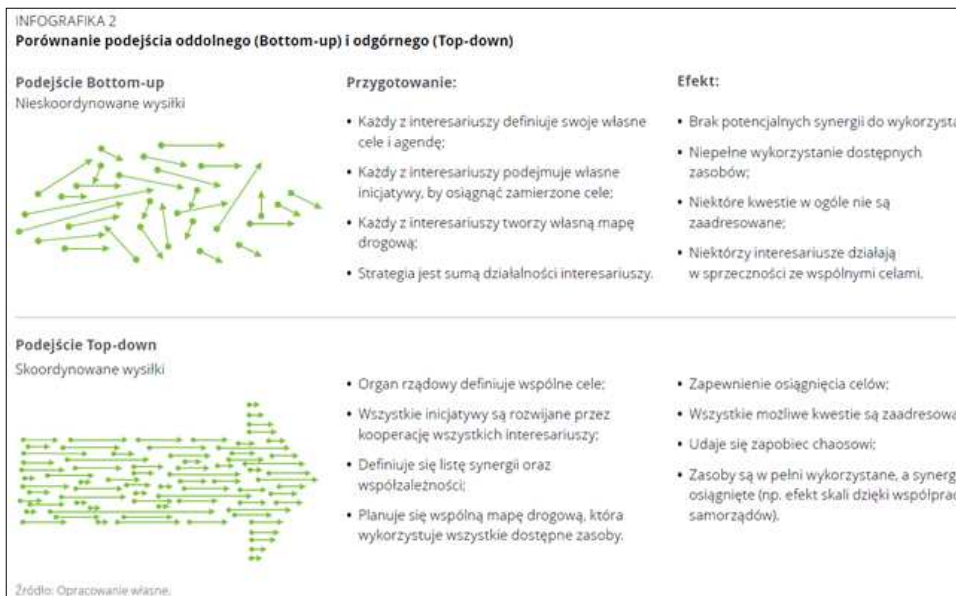 INFOGRAFIKA 2
Porównanie podejścia oddolnego (Bottom-up) i odgórnego (Top-down)
Podejście Bottom-up
Nieskoordynowane wysiłki
Przygotowanie:
• Każdy z interesariuszy definiuje swoje własne
cele i agendę;
• Każdy z interesariuszy podejmuje własne
inicjatywy, by osiągnąć zamierzone cele;
• Każdy z interesariuszy tworzy własną mapę
drogową;
• Strategia jest sumą działalności interesariuszy.
Efekt:
• Brak potencjalnych synergii do wykorzysta
• Niepełne wykorzystanie dostępnych
zasobów;
• Niektóre kwestie w ogóle nie są
zaadresowane;
• Niektórzy interesariusze działają
w sprzeczności ze wspólnymi celami.
Podejście Top-down
Skoordynowane wysiłki
• Organ rządowy definiuje wspólne cele;
• Wszystkie inicjatywy są rozwijane przez
kooperację wszystkich interesariuszy;
• Definiuje się listę synergii oraz
współzależności;
• Planuje się wspólną mapę drogową, która
wykorzystuje wszystkie dostępne zasoby.
• Zapewnienie osiągnięcia celów;
• Wszystkie możliwe kwestie są zaadresowa
• Udaje się zapobiec chaosowi;
• Zasoby są w pełni wykorzystane, a synerg
osiągnięte (np. efekt skali dzięki współprac
samorządów).
Źródło: Opracowanie własne.